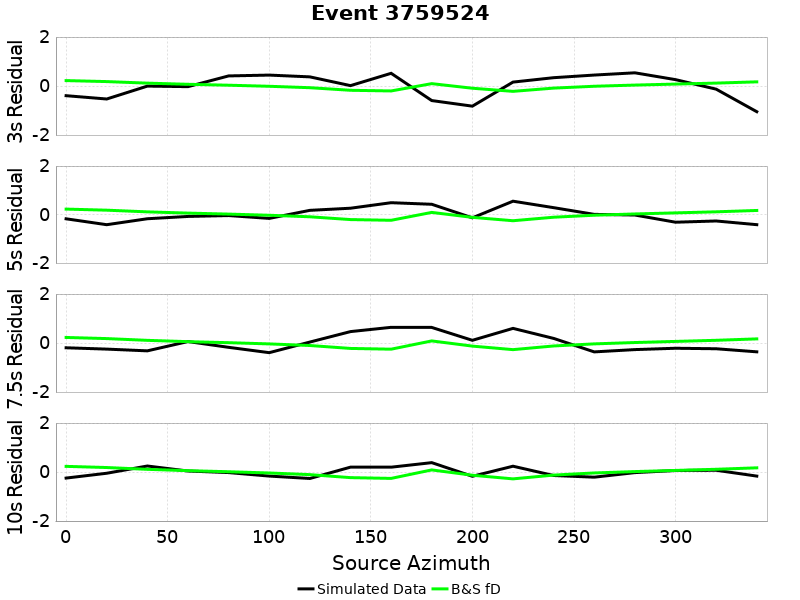 Event 3759524
3s Residual
2
0
-2
5s Residual
2
0
-2
7.5s Residual
2
0
-2
10s Residual
2
0
-2
0 50 100 150 200 250 300
Source Azimuth
Simulated Data B&S fD